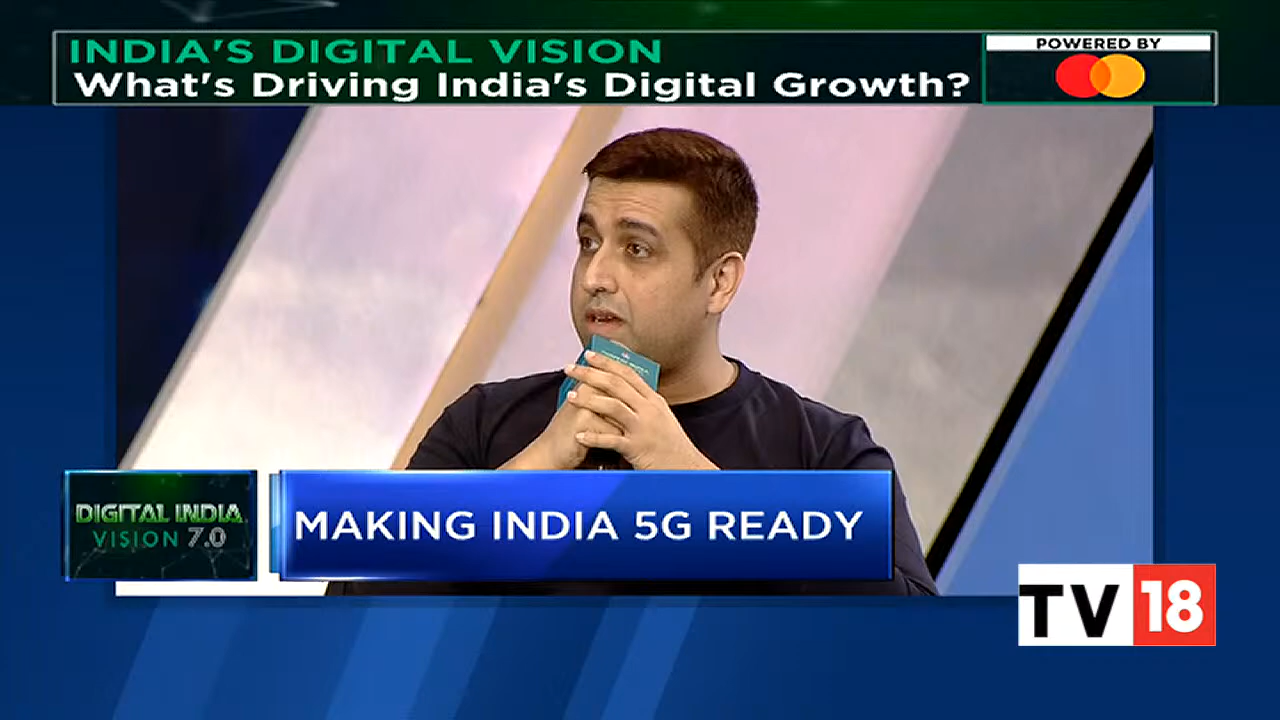 INDIA'S DIGITAL VISION
What's Driving India's Digital Growth?
POWERED BY
DIGITAL INDIA
VISION 7.0
MAKING INDIA 5G READY
TV18